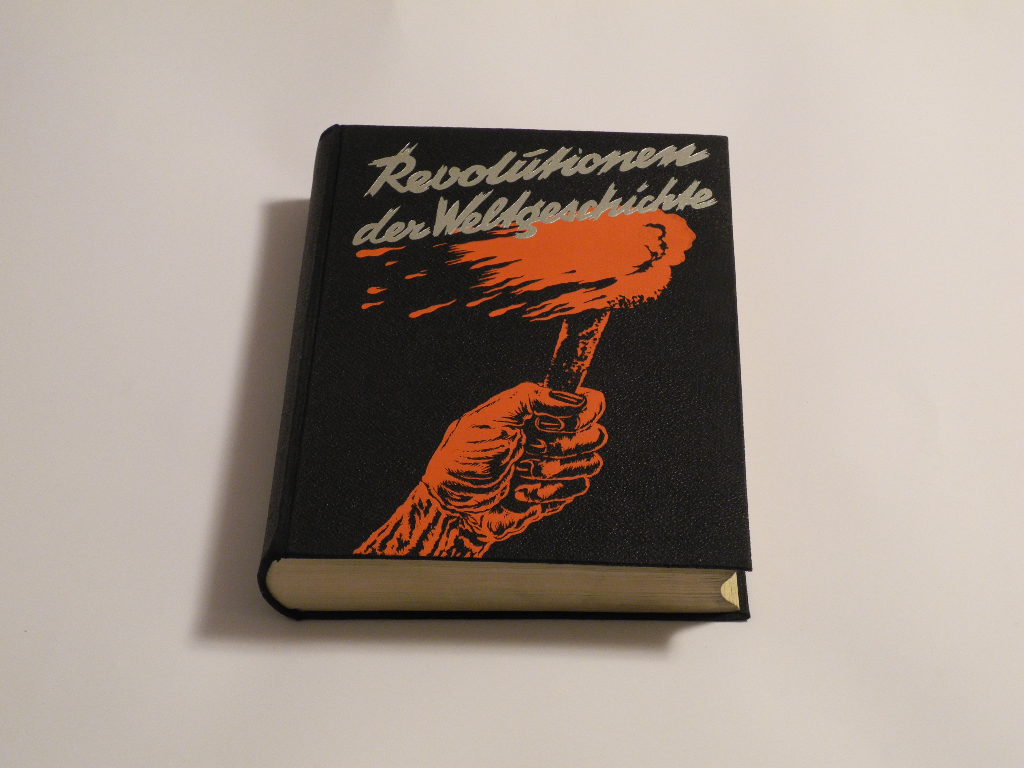 Revolutionen
der Weltgeschichte